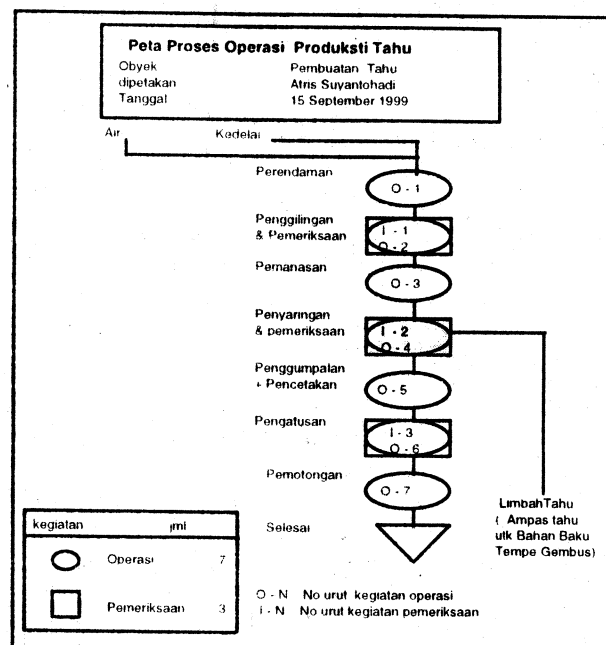 Peta Proses Operasi Produksti Tahu
Obyek Pembuatan Tahu
dipetakan Atris Suyantohadi
Tanggal 15 September 1999
Air Kedelai
Perendaman
O - 1
Penggilingan
& Pemeriksaan
I - 1
O - 2
Pemanasan
O - 3
Penyaringan
& pemeriksaan
I - 2
O - 4
Penggumpalan
+ Pencetakan
O - 5
Pengatusan
I - 3
O - 6
Pemotongan
O - 7
Selesai
LimbahTahu
( Ampas tahu
utk Bahan Baku
Tempe Gembus)
kegiatan jml
Operasi 7
Pemeriksaan 3
O - N No urut kegiatan operasi
I - N No urut kegiatan pemeriksaan